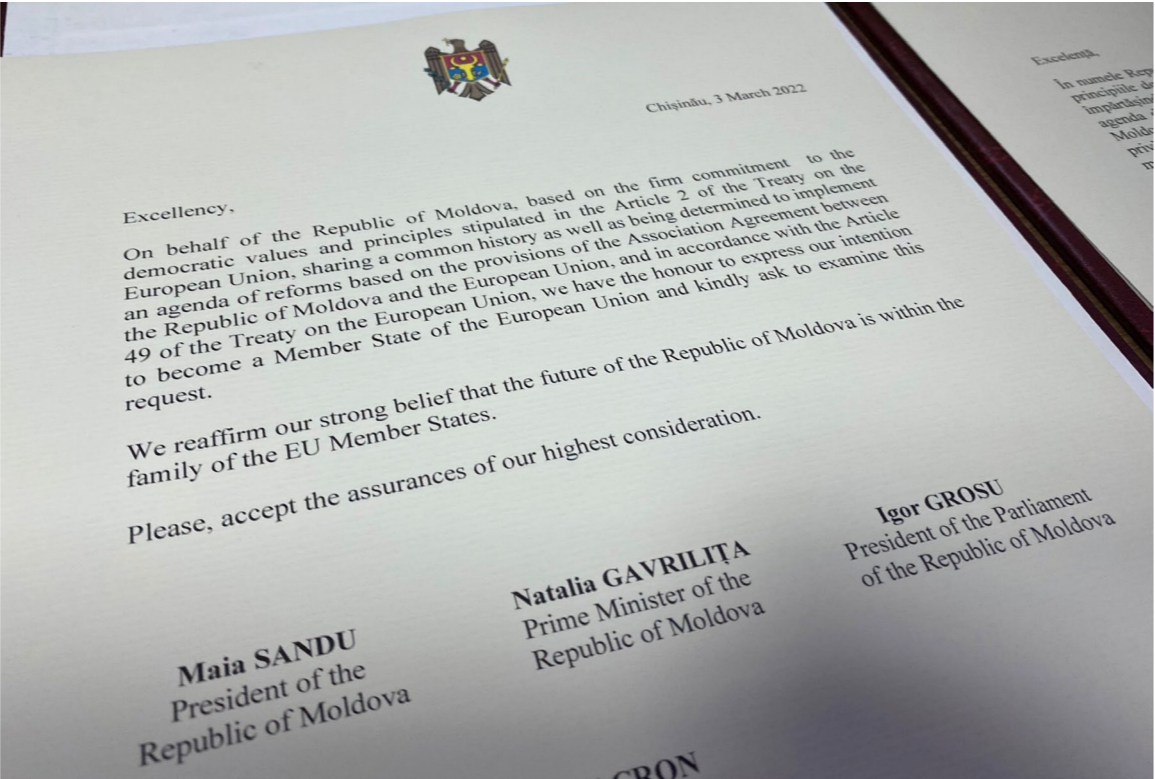 Chișinău, 3 March 2022
Excellency,
On behalf of the Republic of Moldova, based on the firm commitment to the
democratic values and principles stipulated in the Article 2 of the Treaty on the
European Union, sharing a common history as well as being determined to implement
an agenda of reforms based on the provisions of the Association Agreement between
the Republic of Moldova and the European Union, and in accordance with the Article
49 of the Treaty on the European Union, we have the honour to express our intention
to become a Member State of the European Union and kindly ask to examine this
request.
We reaffirm our strong belief that the future of the Republic of Moldova is within the
family of the EU Member States.
Please, accept the assurances of our highest consideration.
Maia SANDU
President of the
Republic of Moldova
Natalia GAVRILIȚA
Prime Minister of the
Republic of Moldova
Igor GROSU
President of the Parliament
of the Republic of Moldova
Excelență,
În numele
principiile
agenda